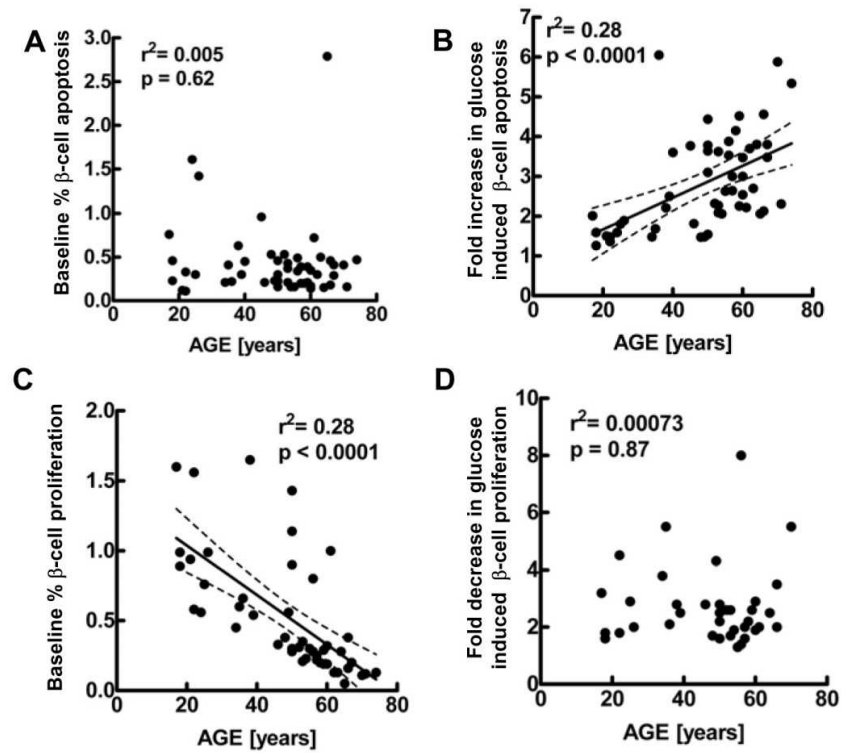 A
Baseline % β-cell apoptosis
3.0
2.5
2.0
1.5
1.0
0.5
0.0
r²= 0.005
p = 0.62
0 20 40 60 80
AGE [years]
B
Fold increase in glucose
induced β-cell apoptosis
7
6
5
4
3
2
1
0
r² = 0.28
p < 0.0001
0 20 40 60 80
AGE [years]
C
Baseline % β-cell proliferation
2.0
1.5
1.0
0.5
0.0
r²= 0.28
p < 0.0001
0 20 40 60 80
AGE [years]
D
Fold decrease in glucose
induced β-cell proliferation
10
8
6
4
2
0
r² = 0.00073
p = 0.87
0 20 40 60 80
AGE [years]